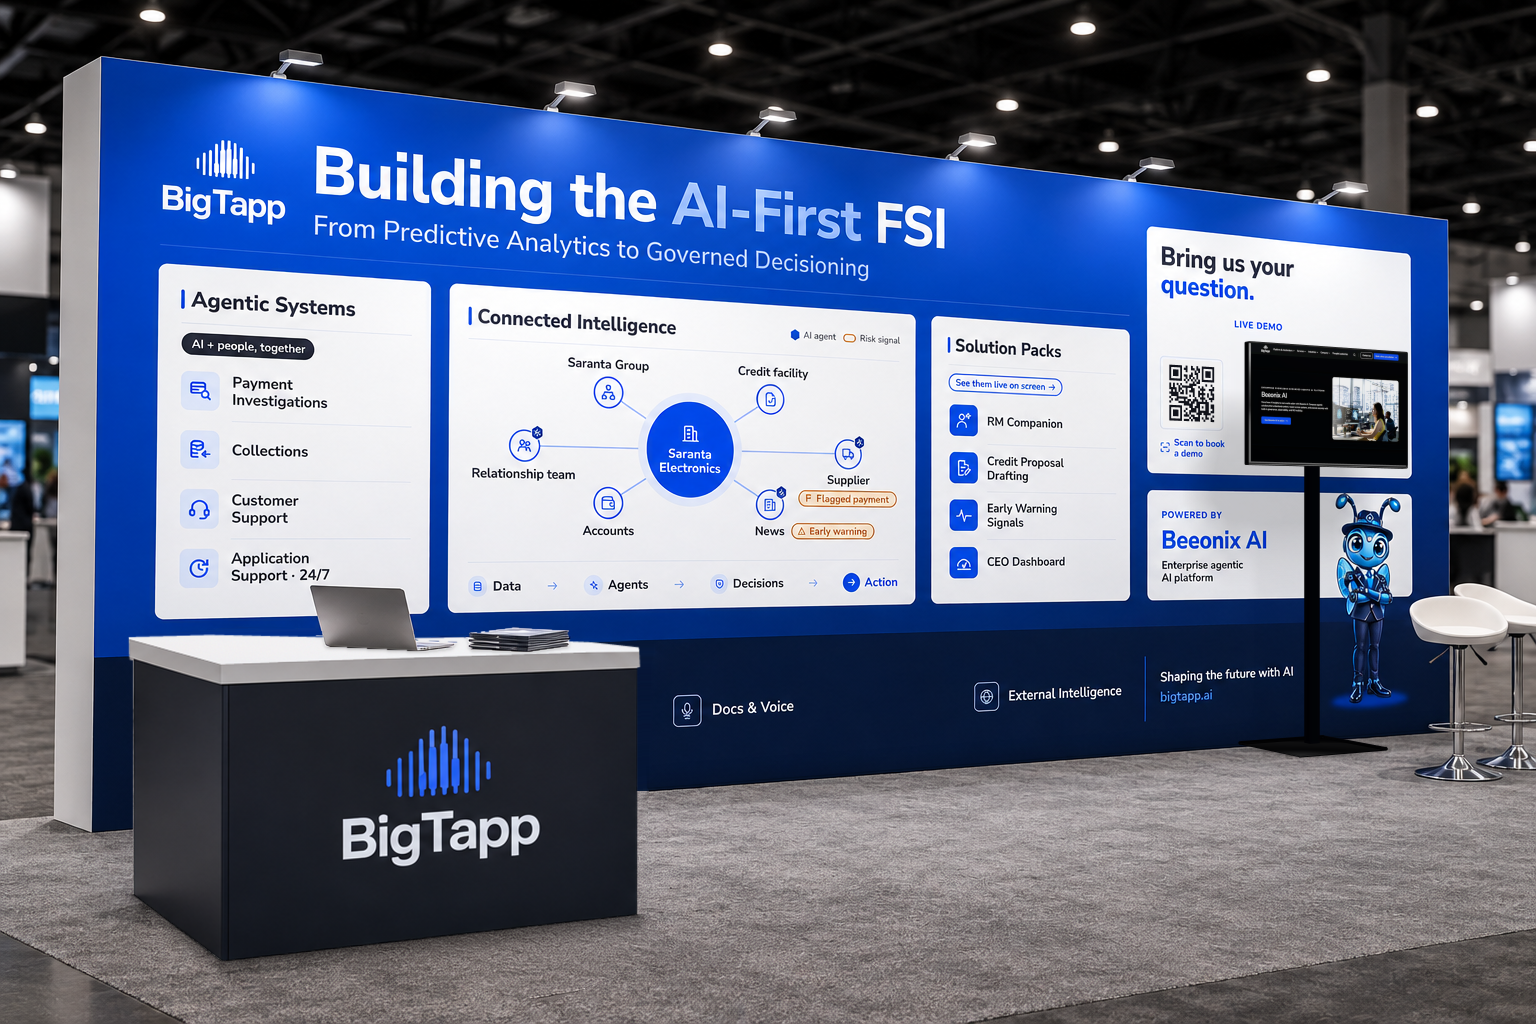 BigTapp
Building the AI-First FSI
From Predictive Analytics to Governed Decisioning
Agentic Systems
AI + people, together
Payment
Investigations
Collections
Customer
Support
Application
Support · 24/7
Connected Intelligence
AI agent
Risk signal
Saranta Group
Credit facility
Saranta
Electronics
Relationship team
Supplier
Flagged payment
Accounts
News
Early warning
Data
Agents
Decisions
Action
Solution Packs
See them live on screen →
RM Companion
Credit Proposal
Drafting
Early Warning
Signals
CEO Dashboard
Bring us your
question.
LIVE DEMO
Scan to book
a demo
Beeonix AI
POWERED BY
Beeonix AI
Enterprise agentic
AI platform
Docs & Voice
External Intelligence
Shaping the future with AI
bigtapp.ai
BigTapp